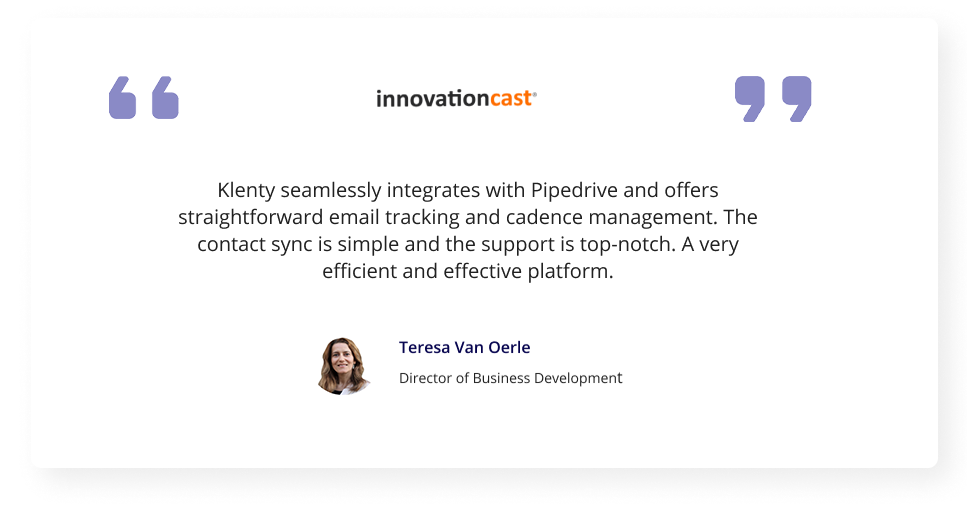 innovationcast®
Klenty seamlessly integrates with Pipedrive and offers
straightforward email tracking and cadence management. The
contact sync is simple and the support is top-notch. A very
efficient and effective platform.
Teresa Van Oerle
Director of Business Development